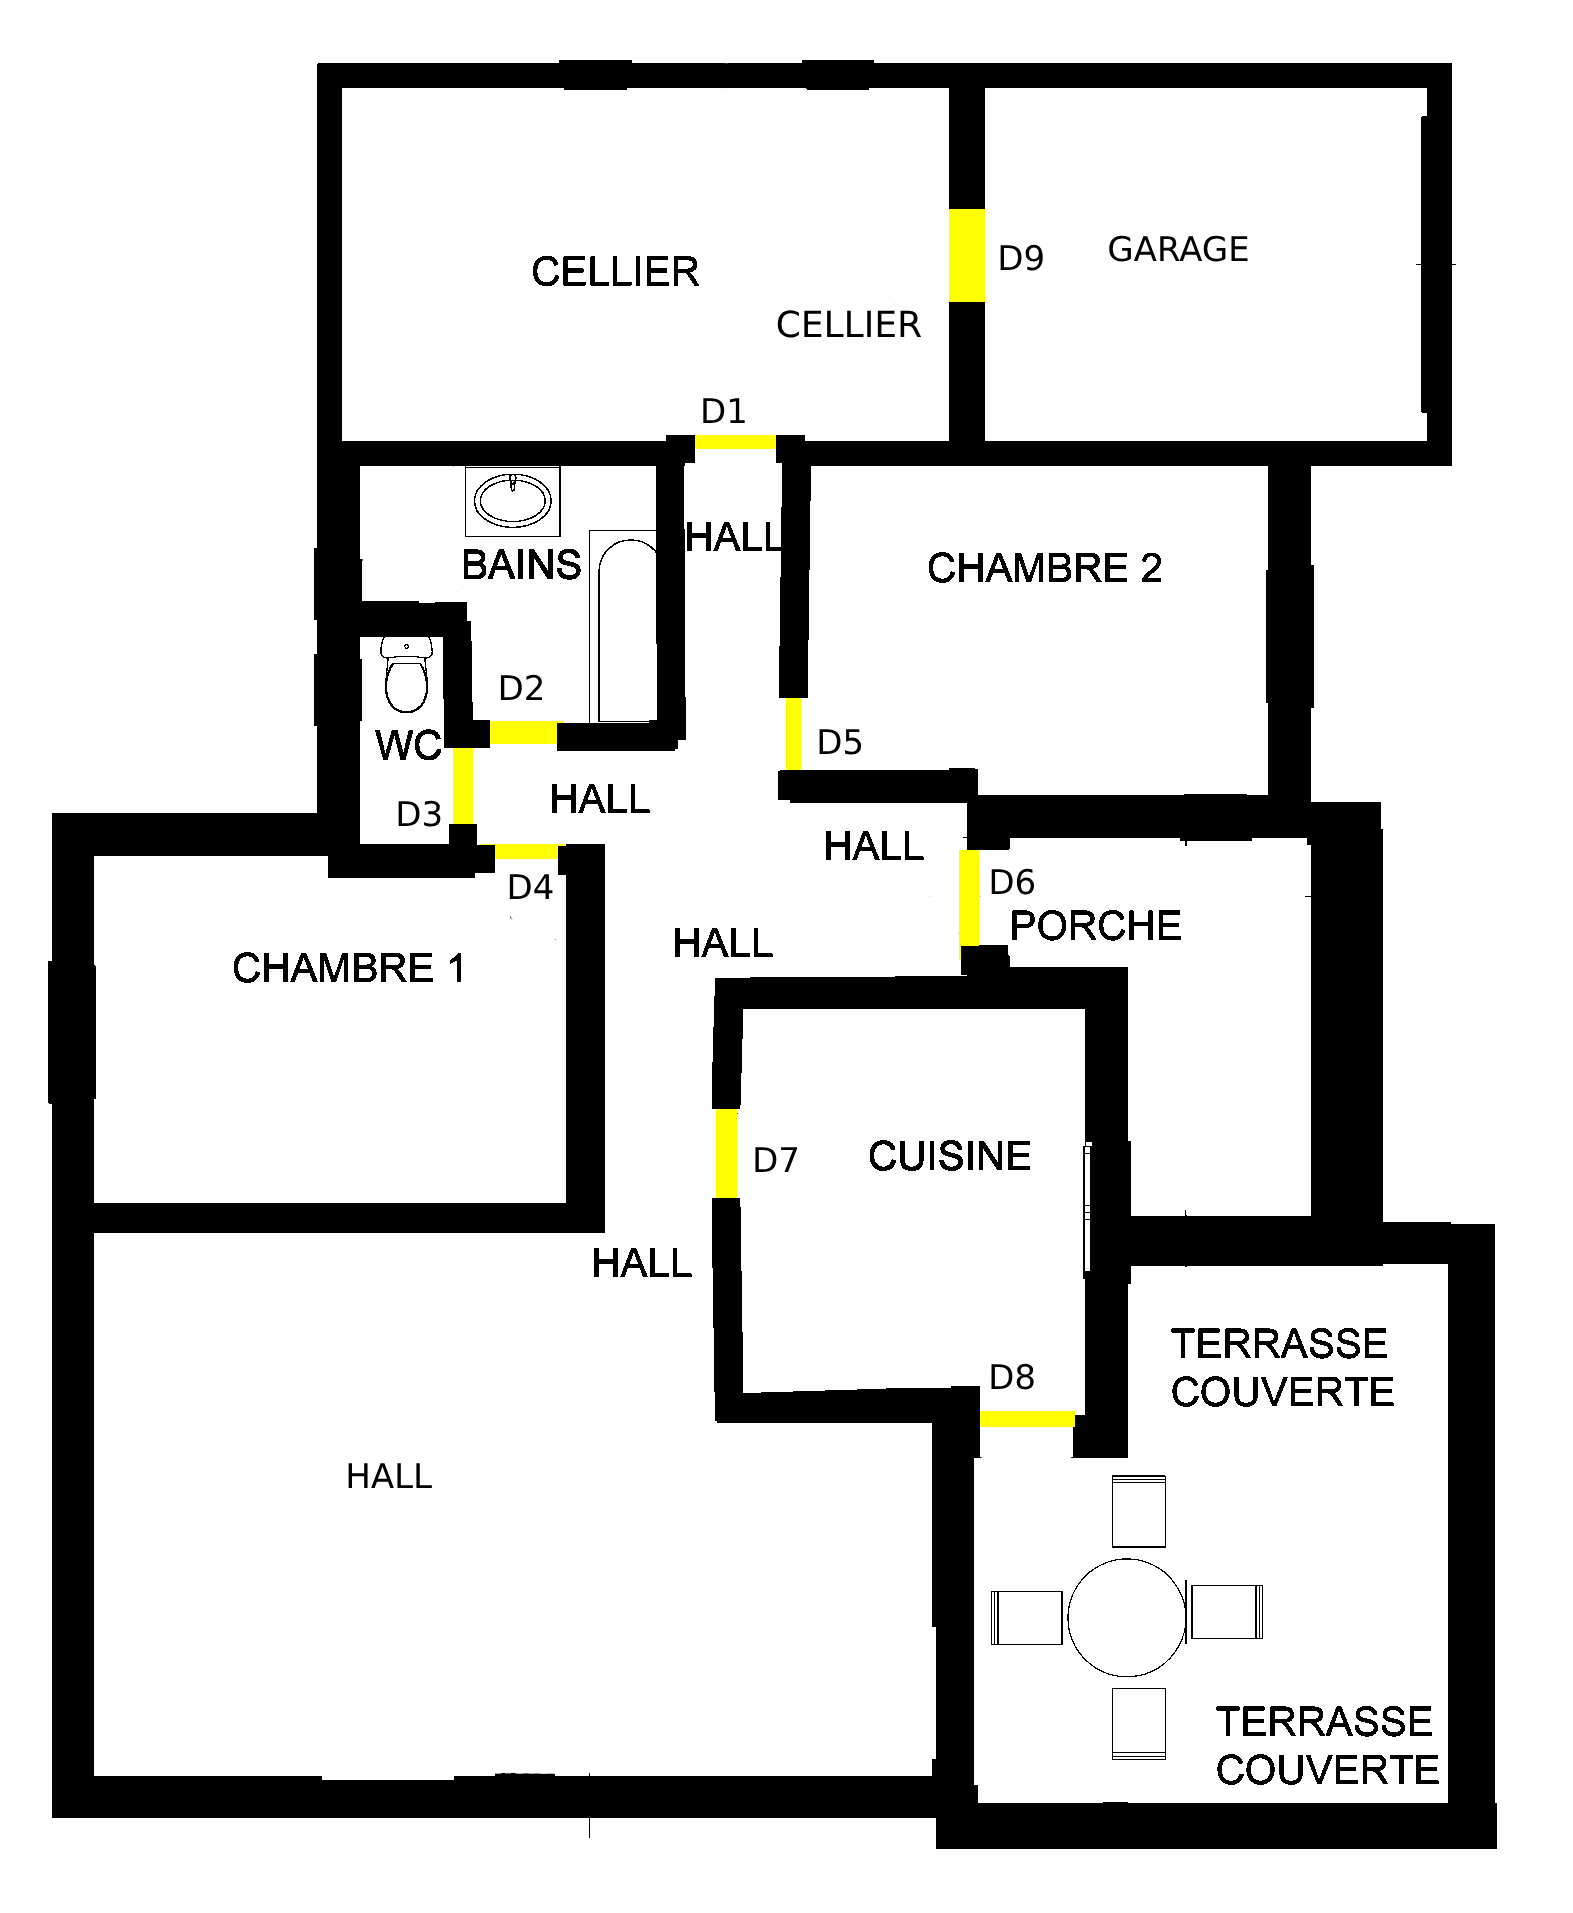 GARAGE
D9
CELLIER
CELLIER
D1
HALL
BAINS
CHAMBRE 2
D2
WC
D5
HALL
D3
HALL
D6
D4
PORCHE
HALL
CHAMBRE 1
CUISINE
D7
HALL
TERRASSE
COUVERTE
D8
HALL
TERRASSE
COUVERTE